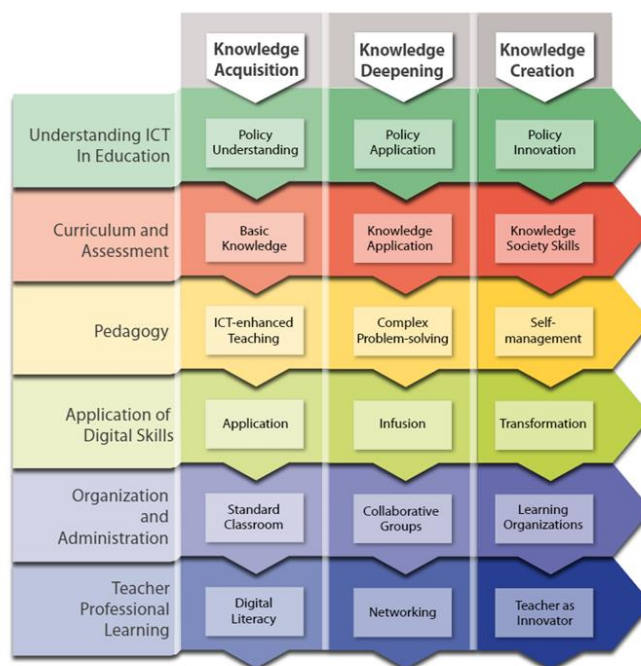 Knowledge
Acquisition
Knowledge
Deepening
Knowledge
Creation
Understanding ICT
In Education
Policy
Understanding
Policy
Application
Policy
Innovation
Curriculum and
Assessment
Basic
Knowledge
Knowledge
Application
Knowledge
Society Skills
Pedagogy
ICT-enhanced
Teaching
Complex
Problem-solving
Self-
management
Application of
Digital Skills
Application
Infusion
Transformation
Organization
and
Administration
Standard
Classroom
Collaborative
Groups
Learning
Organizations
Teacher
Professional
Learning
Digital
Literacy
Networking
Teacher as
Innovator